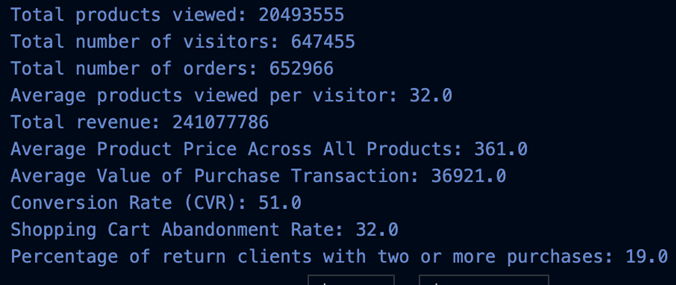 Total products viewed: 20493555
Total number of visitors: 647455
Total number of orders: 652966
Average products viewed per visitor: 32.0
Total revenue: 241077786
Average Product Price Across All Products: 361.0
Average Value of Purchase Transaction: 36921.0
Conversion Rate (CVR): 51.0
Shopping Cart Abandonment Rate: 32.0
Percentage of return clients with two or more purchases: 19.0